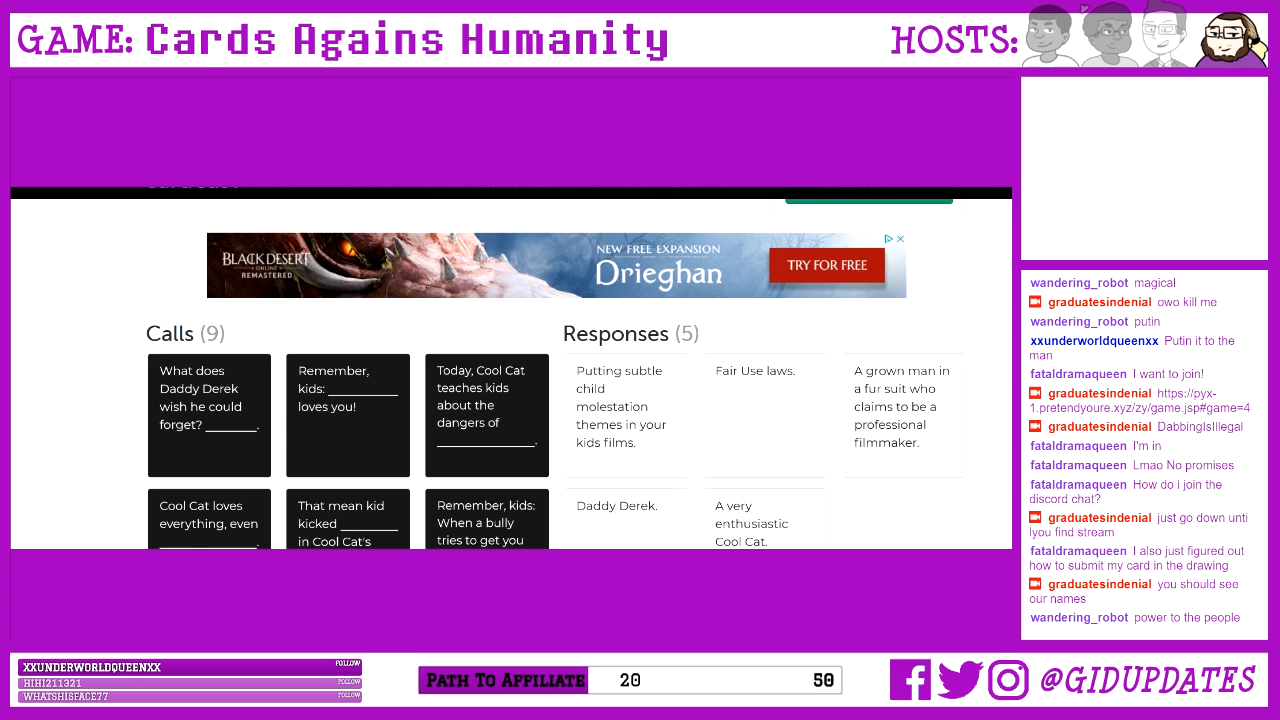 GAME: Cards Agains Humanity
HOSTS:
BLACK DESERT
ONLINE
REMASTERED
NEW FREE EXPANSION
Drieghan
TRY FOR FREE
Calls (9)
Responses (5)
What does
Daddy Derek
wish he could
forget? ________.
Remember,
kids: ___________
loves you!
Today, Cool Cat
teaches kids
about the
dangers of
_______________.
Putting subtle
child
molestation
themes in your
kids films.
Fair Use laws.
A grown man in
a fur suit who
claims to be a
professional
filmmaker.
Cool Cat loves
everything, even
_______________.
That mean kid
kicked _________
in Cool Cat's
Remember, kids:
When a bully
tries to get you
Daddy Derek.
A very
enthusiastic
Cool Cat.
wandering_robot magical
graduatesindenial owo kill me
wandering_robot putin
xxunderworldqueenxx Putin it to the
man
fataldramaqueen I want to join!
graduatesindenial https://pyx-
1.pretendyoure.xyz/zy/game.jsp#game=4
graduatesindenial DabbingIsIllegal
fataldramaqueen I'm in
fataldramaqueen Lmao No promises
fataldramaqueen How do i join the
discord chat?
graduatesindenial just go down unti
lyou find stream
fataldramaqueen I also just figured out
how to submit my card in the drawing
graduatesindenial you should see
our names
wandering_robot power to the people
XXUNDERWORLDQUEENXX FOLLOW
HIHI211321 FOLLOW
WHATSHISFACE77 FOLLOW
PATH TO AFFILIATE 20 50
@GIDUPDATES